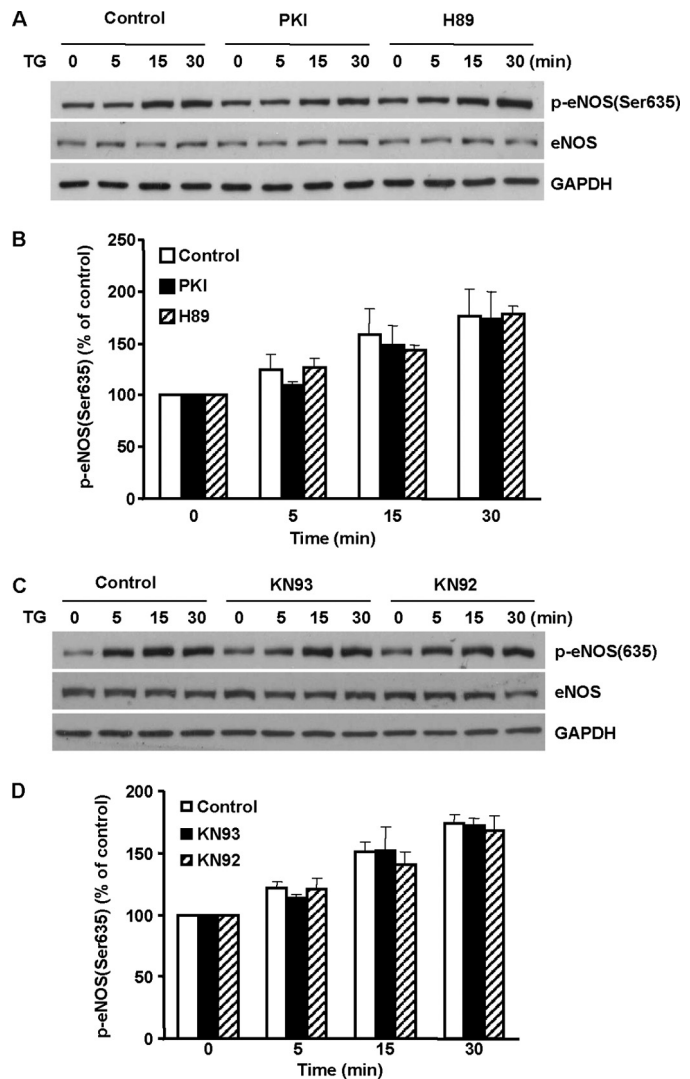 A
Control PKI H89
TG 0 5 15 30 0 5 15 30 0 5 15 30 (min)
p-eNOS(Ser635)
eNOS
GAPDH
B
p-eNOS(Ser635) (% of control)
250
200
150
100
50
0
Control
PKI
H89
0 5 15 30
Time (min)
C
Control KN93 KN92
TG 0 5 15 30 0 5 15 30 0 5 15 30 (min)
p-eNOS(635)
eNOS
GAPDH
D
p-eNOS(Ser635) (% of control)
200
150
100
50
0
Control
KN93
KN92
0 5 15 30
Time (min)